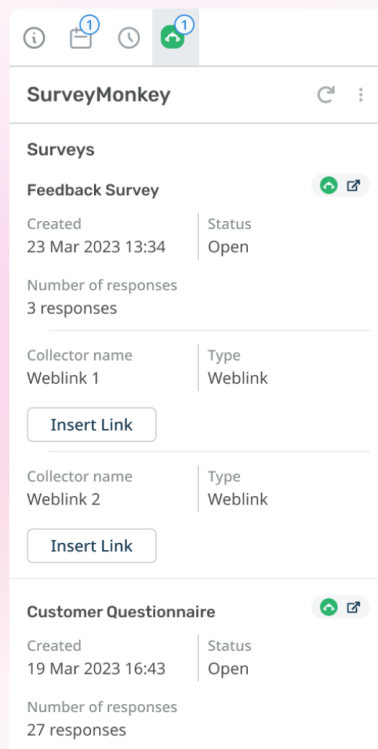 1
1
SurveyMonkey
Surveys
Feedback Survey
Created
Status
23 Mar 2023 13:34
Open
Number of responses
3 responses
Collector name
Type
Weblink 1
Weblink
Insert Link
Collector name
Type
Weblink 2
Weblink
Insert Link
Customer Questionnaire
Created
Status
19 Mar 2023 16:43
Open
Number of responses
27 responses